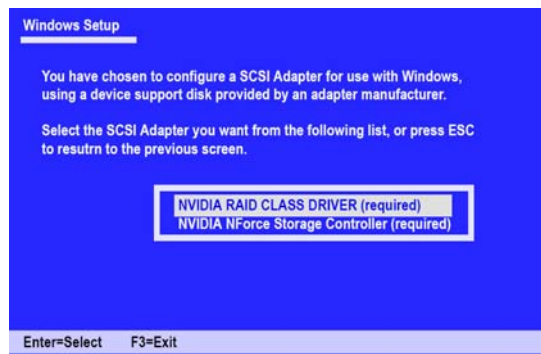 Windows Setup
You have chosen to configure a SCSI Adapter for use with Windows,
using a device support disk provided by an adapter manufacturer.
Select the SCSI Adapter you want from the following list, or press ESC
to resutrn to the previous screen.
NVIDIA RAID CLASS DRIVER (required)
NVIDIA NForce Storage Controller (required)
Enter=Select F3=Exit